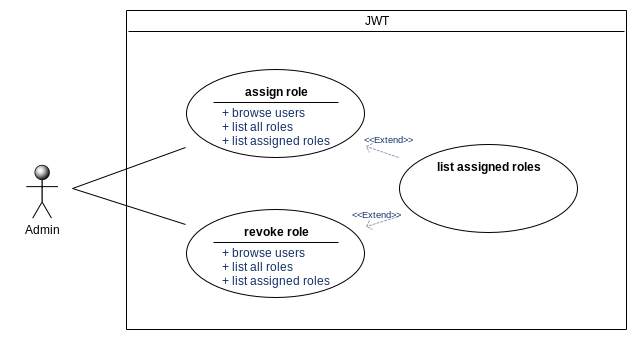 JWT
assign role
+ browse users
+ list all roles
+ list assigned roles
<<Extend>>
list assigned roles
Admin
<<Extend>>
revoke role
+ browse users
+ list all roles
+ list assigned roles